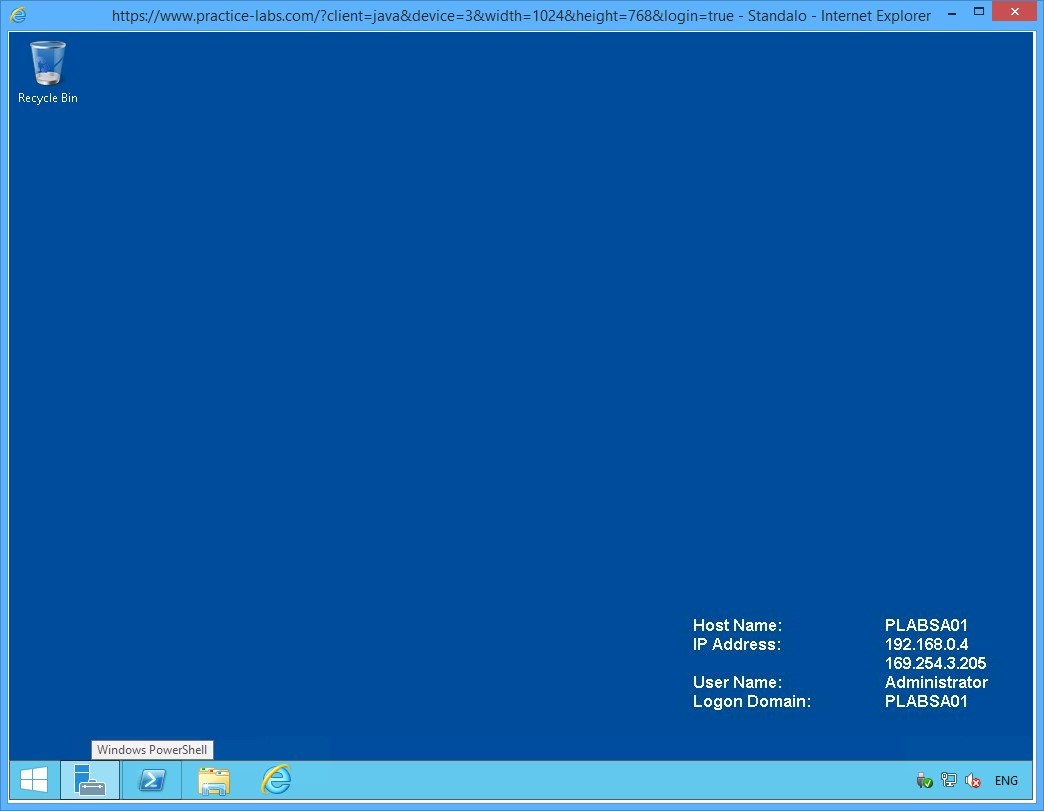 https://www.practice-labs.com/?client=java&device=3&width=1024&height=768&login=true - Standalo - Internet Explorer
Recycle Bin
Host Name: PLABSA01
IP Address: 192.168.0.4
169.254.3.205
User Name: Administrator
Logon Domain: PLABSA01
Windows PowerShell
ENG